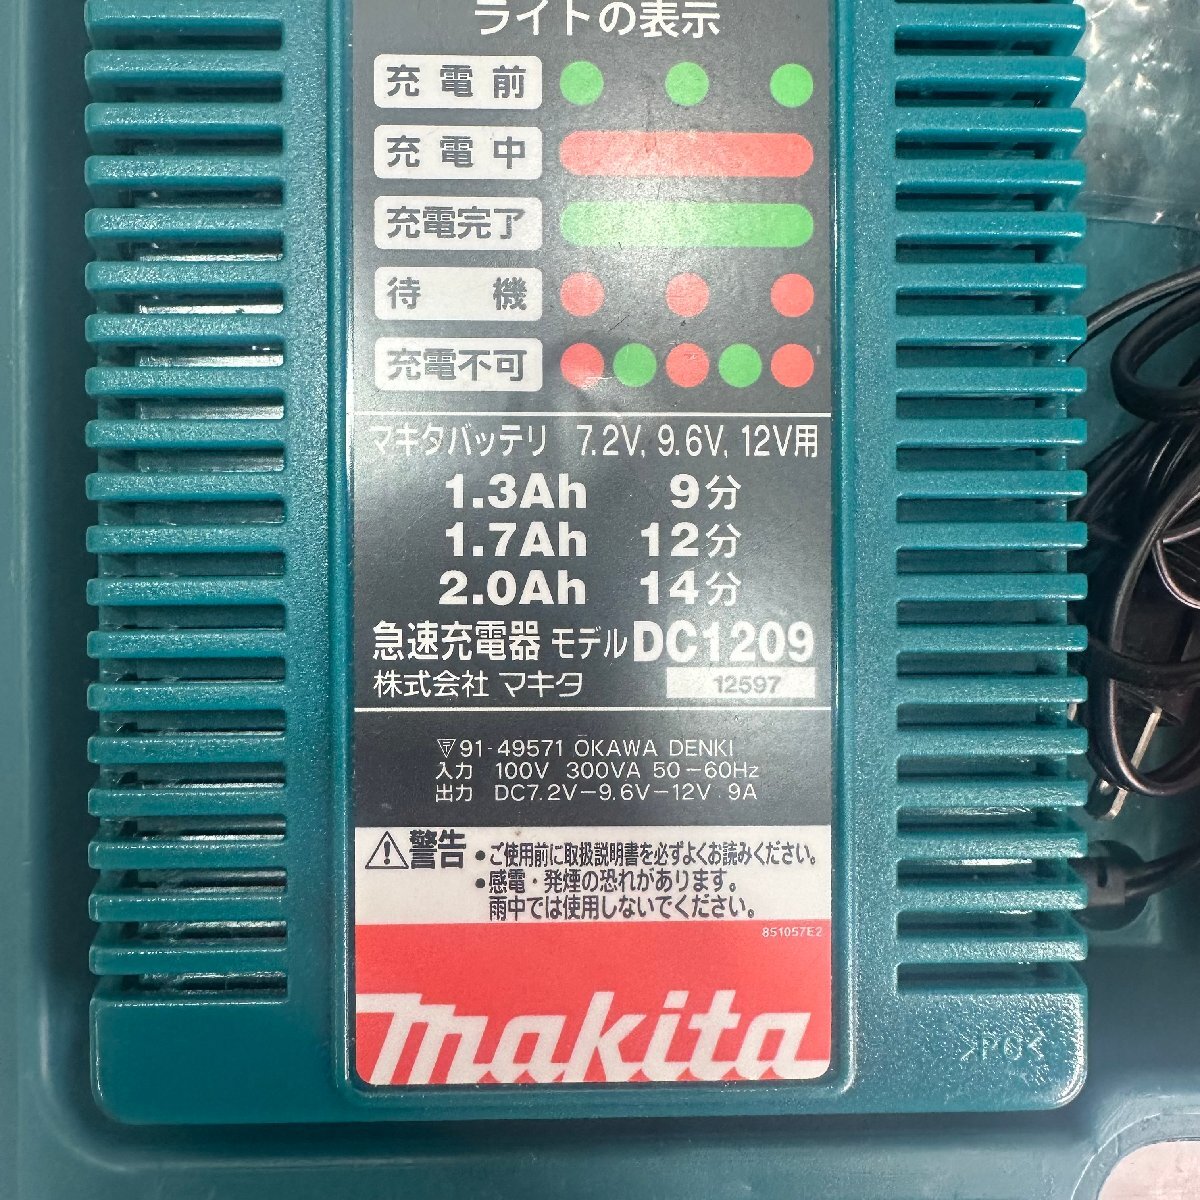 ライトの表示
充電前
充電中
充電完了
待機
充電不可
マキタバッテリ 7.2V, 9.6V, 12V用
1.3Ah 9分
1.7Ah 12分
2.0Ah 14分
急速充電器 モデル DC1209
株式会社 マキタ 12597
91-49571 OKAWA DENKI
入力 100V 300VA 50-60Hz
出力 DC7.2V-9.6V-12V 9A
警告 •ご使用前に取扱説明書を必ずよくお読みください。
•感電・発煙の恐れがあります。
雨中では使用しないでください。
851057E2
makita
>PC<